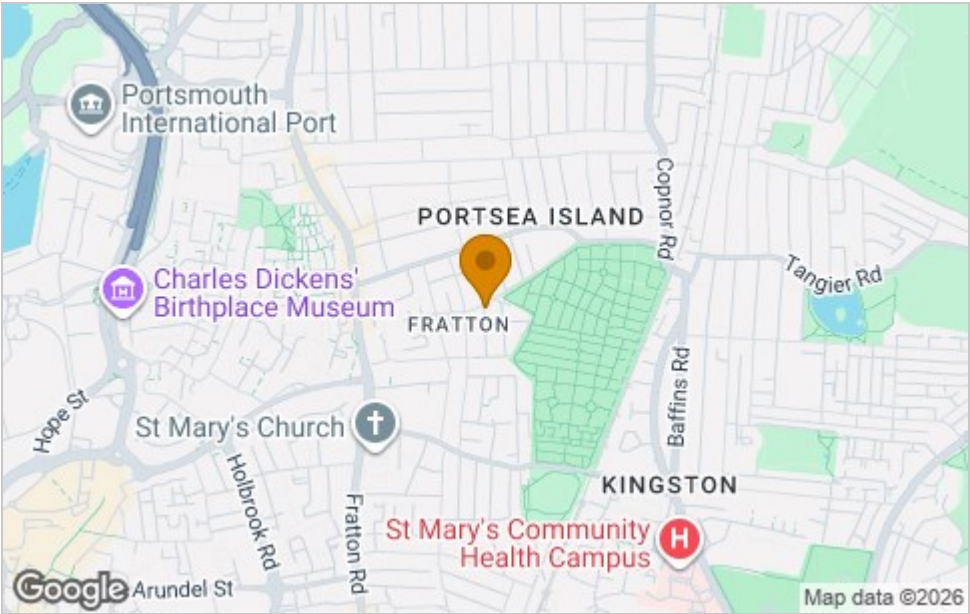 Portsmouth
International Port
Copnor Rd
PORTSEA ISLAND
Tangier Rd
Charles Dickens'
Birthplace Museum
FRATTON
Baffins Rd
Hope St
St Mary's Church
Holbrook Rd
KINGSTON
Fratton Rd
St Mary's Community
Health Campus
H
Google
Arundel St
Map data ©2026